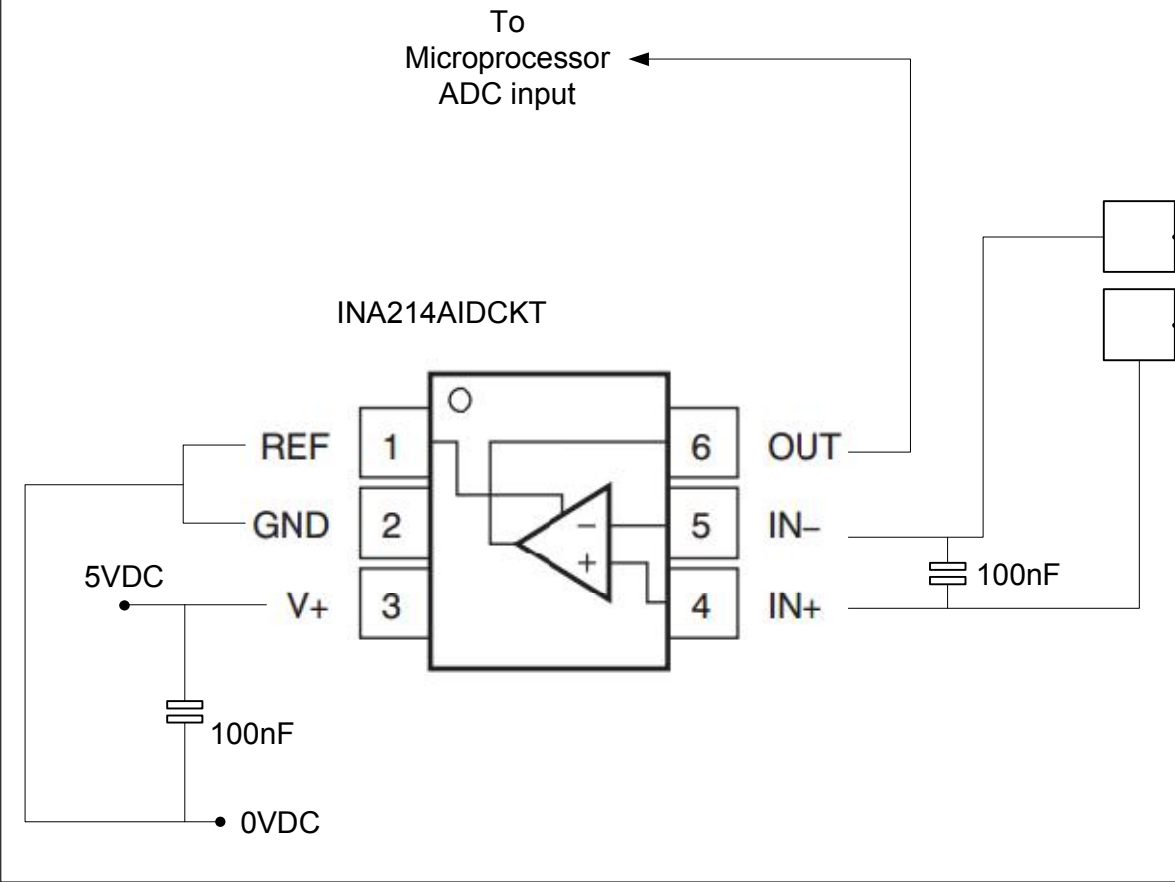 To
Microprocessor
ADC input
INA214AIDCKT
REF 1 6 OUT
GND 2 5 IN–
5VDC
V+ 3 4 IN+
100nF
100nF
0VDC